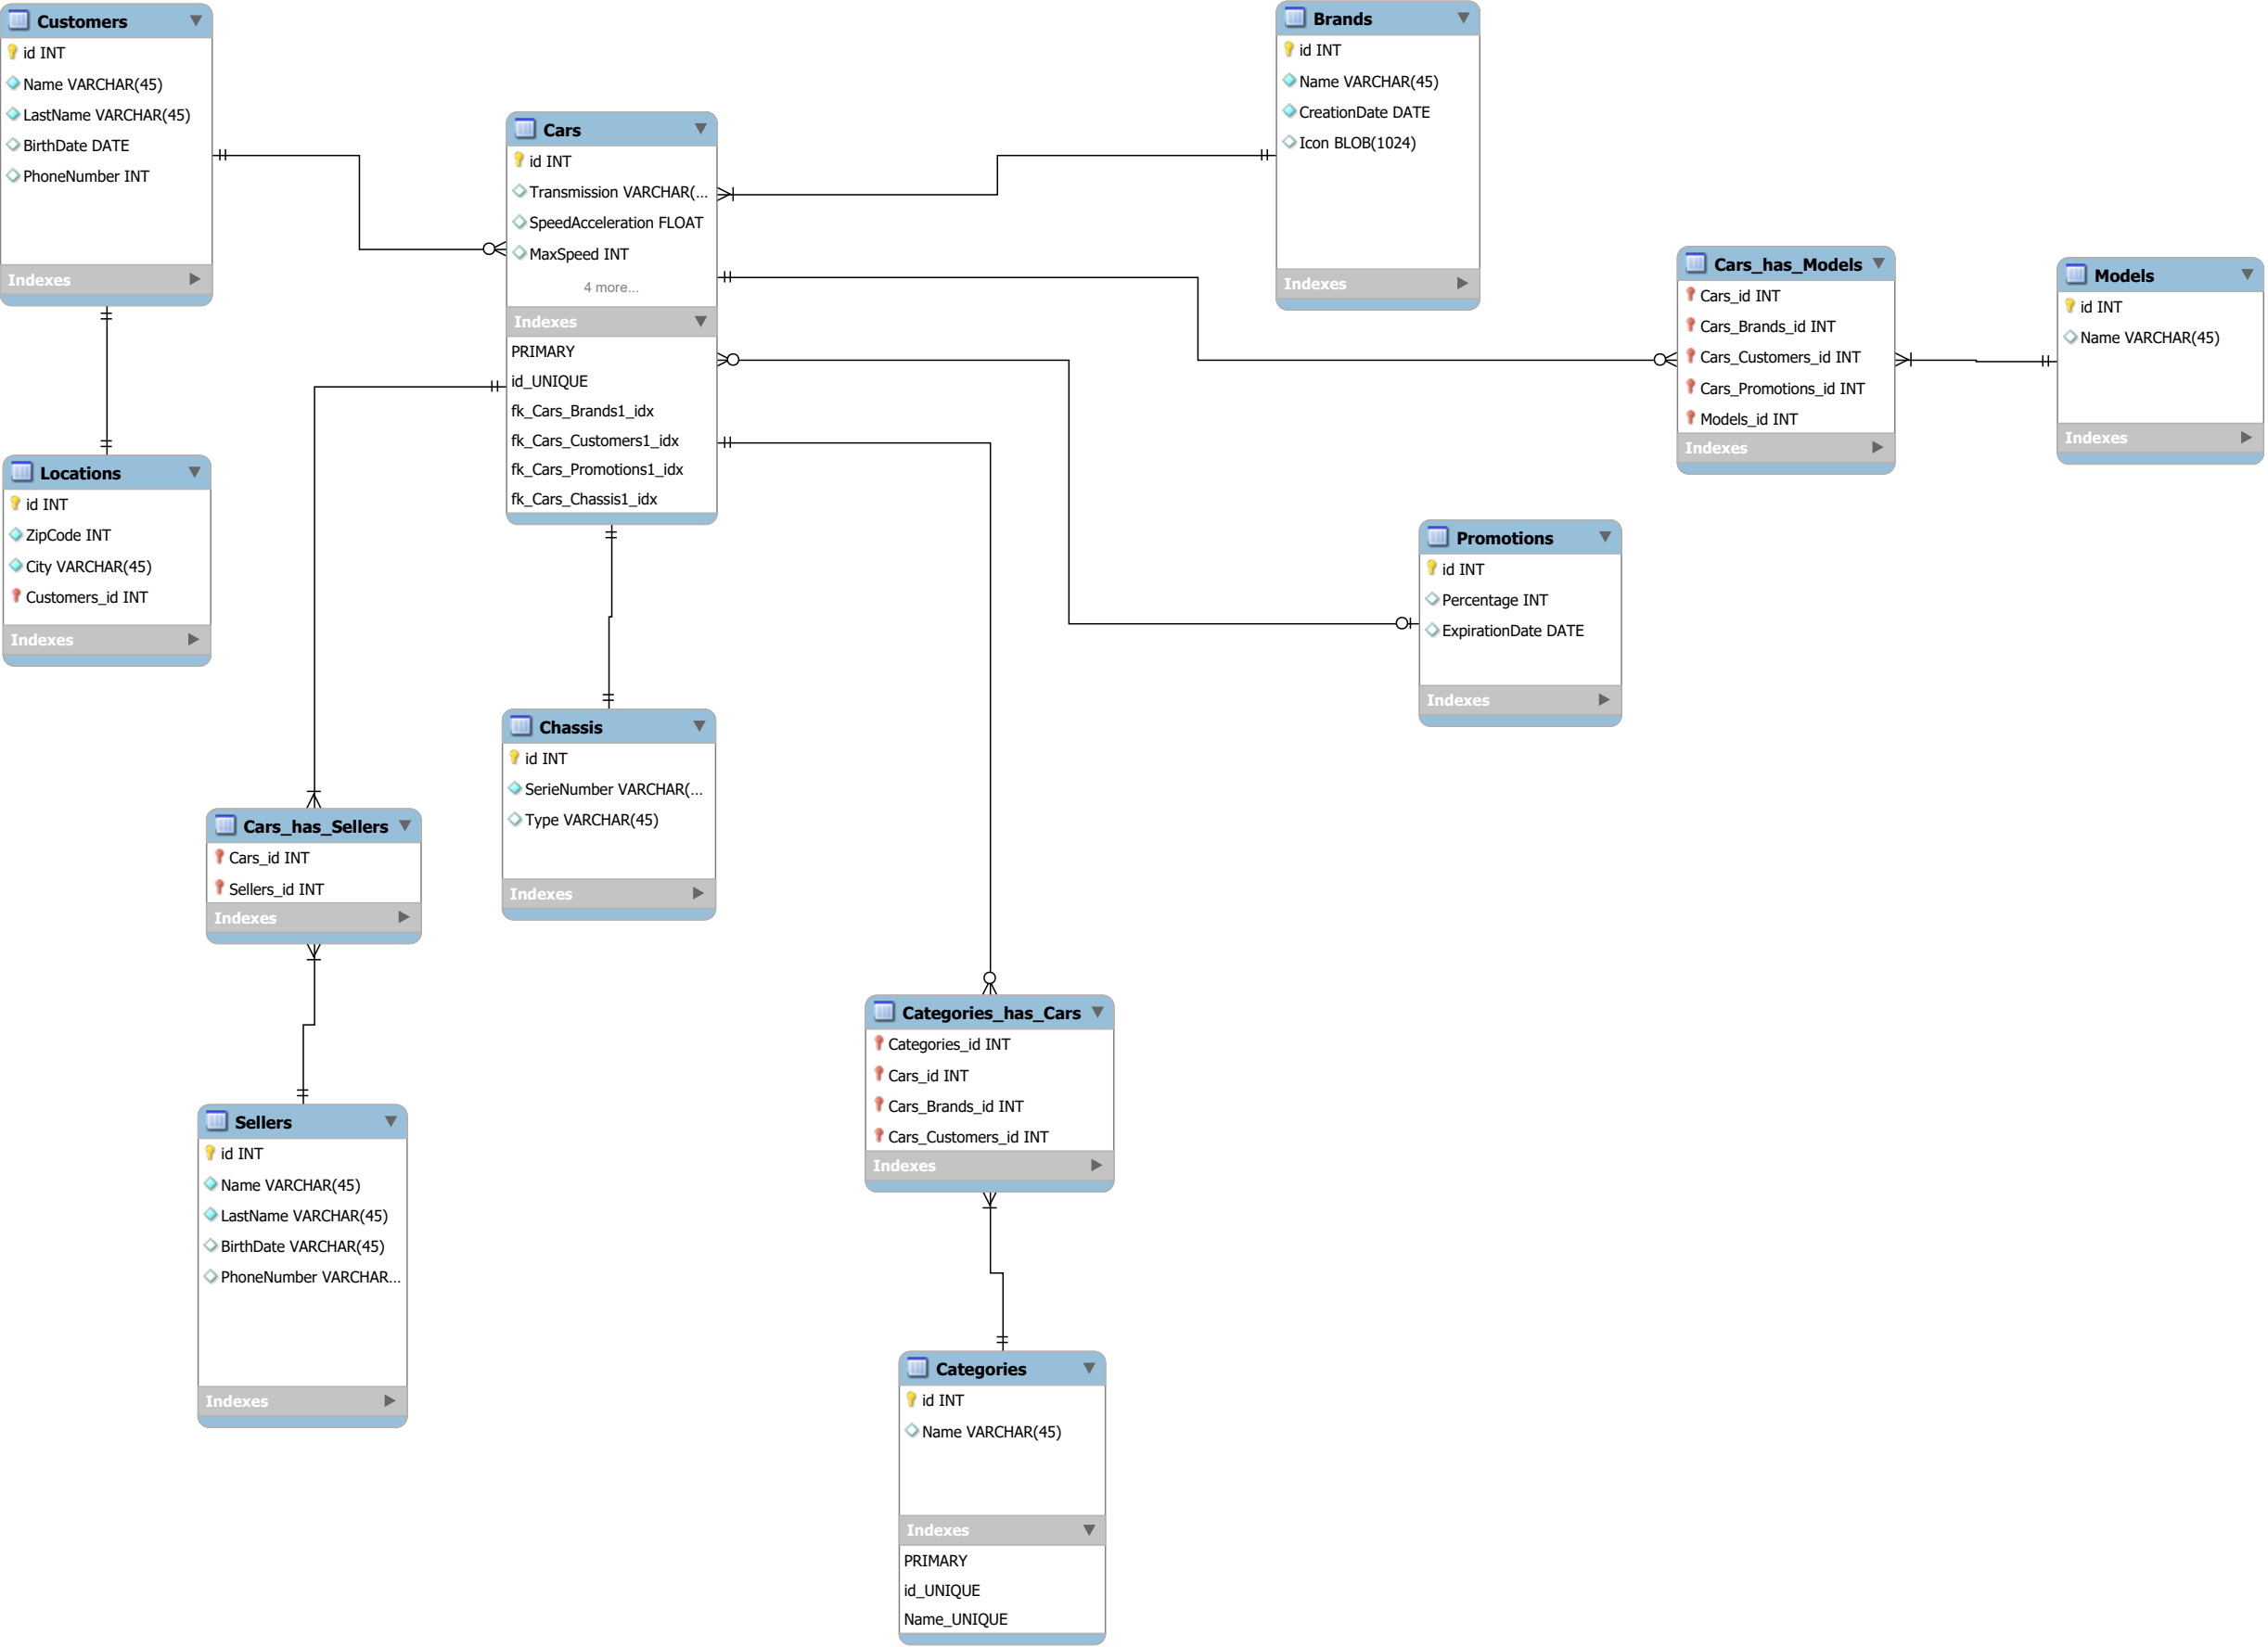 Customers
id INT
Name VARCHAR(45)
LastName VARCHAR(45)
BirthDate DATE
PhoneNumber INT
Indexes
Cars
id INT
Transmission VARCHAR(...
SpeedAcceleration FLOAT
MaxSpeed INT
4 more...
Indexes
PRIMARY
id_UNIQUE
fk_Cars_Brands1_idx
fk_Cars_Customers1_idx
fk_Cars_Promotions1_idx
fk_Cars_Chassis1_idx
Brands
id INT
Name VARCHAR(45)
CreationDate DATE
Icon BLOB(1024)
Indexes
Cars_has_Models
Cars_id INT
Cars_Brands_id INT
Cars_Customers_id INT
Cars_Promotions_id INT
Models_id INT
Indexes
Models
id INT
Name VARCHAR(45)
Indexes
Locations
id INT
ZipCode INT
City VARCHAR(45)
Customers_id INT
Indexes
Promotions
id INT
Percentage INT
ExpirationDate DATE
Indexes
Chassis
id INT
SerieNumber VARCHAR(...
Type VARCHAR(45)
Indexes
Cars_has_Sellers
Cars_id INT
Sellers_id INT
Indexes
Categories_has_Cars
Categories_id INT
Cars_id INT
Cars_Brands_id INT
Cars_Customers_id INT
Indexes
Sellers
id INT
Name VARCHAR(45)
LastName VARCHAR(45)
BirthDate VARCHAR(45)
PhoneNumber VARCHAR...
Indexes
Categories
id INT
Name VARCHAR(45)
Indexes
PRIMARY
id_UNIQUE
Name_UNIQUE